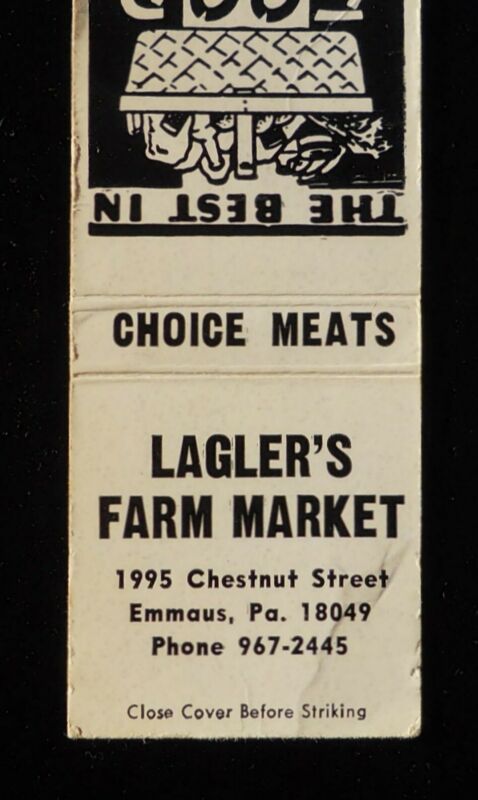 THE BEST IN
CHOICE MEATS
LAGLER'S
FARM MARKET
1995 Chestnut Street
Emmaus, Pa. 18049
Phone 967-2445
Close Cover Before Striking